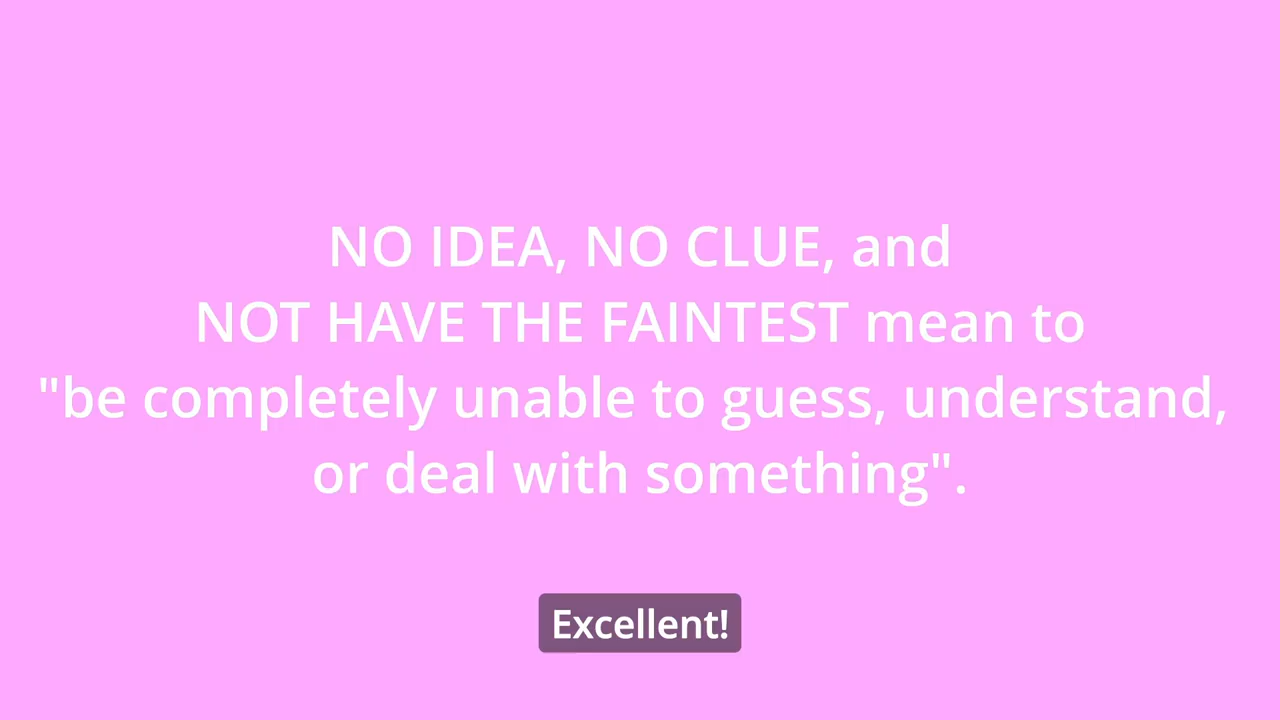 NO IDEA, NO CLUE, and
NOT HAVE THE FAINTEST mean to
"be completely unable to guess, understand,
or deal with something".
Excellent!